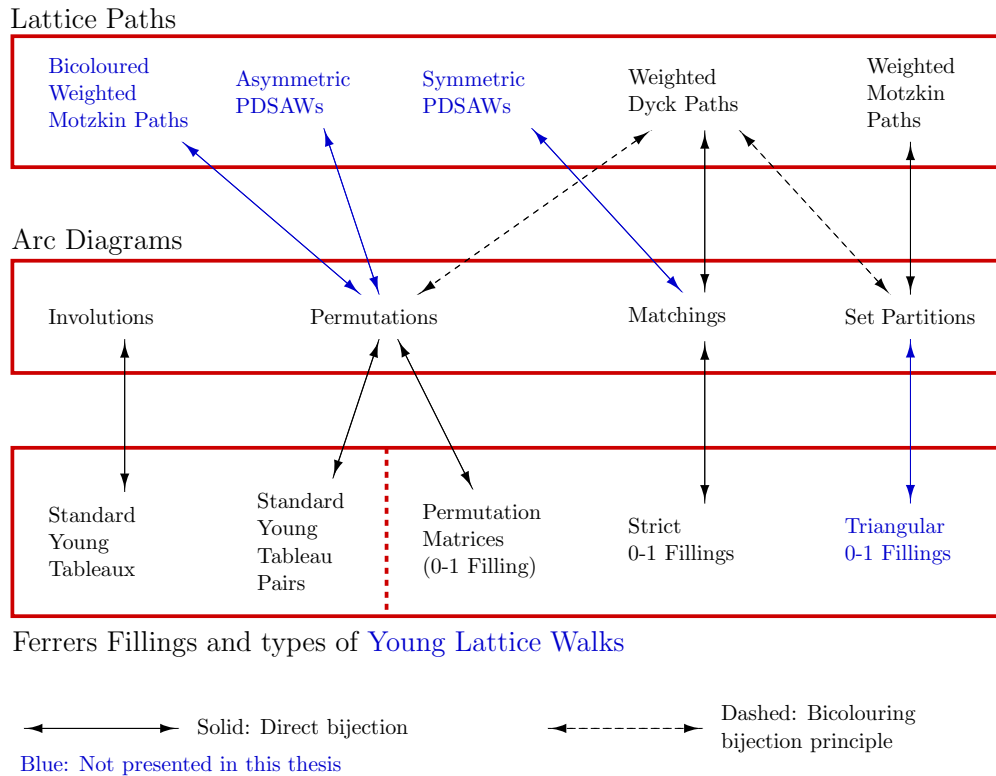 Lattice Paths
Bicoloured
Weighted
Motzkin Paths
Asymmetric
PDSAWs
Symmetric
PDSAWs
Weighted
Dyck Paths
Weighted
Motzkin
Paths
Arc Diagrams
Involutions
Permutations
Matchings
Set Partitions
Standard
Young
Tableaux
Standard
Young
Tableau
Pairs
Permutation
Matrices
(0-1 Filling)
Strict
0-1 Fillings
Triangular
0-1 Fillings
Ferrers Fillings and types of Young Lattice Walks
Solid: Direct bijection
Dashed: Bicolouring
bijection principle
Blue: Not presented in this thesis